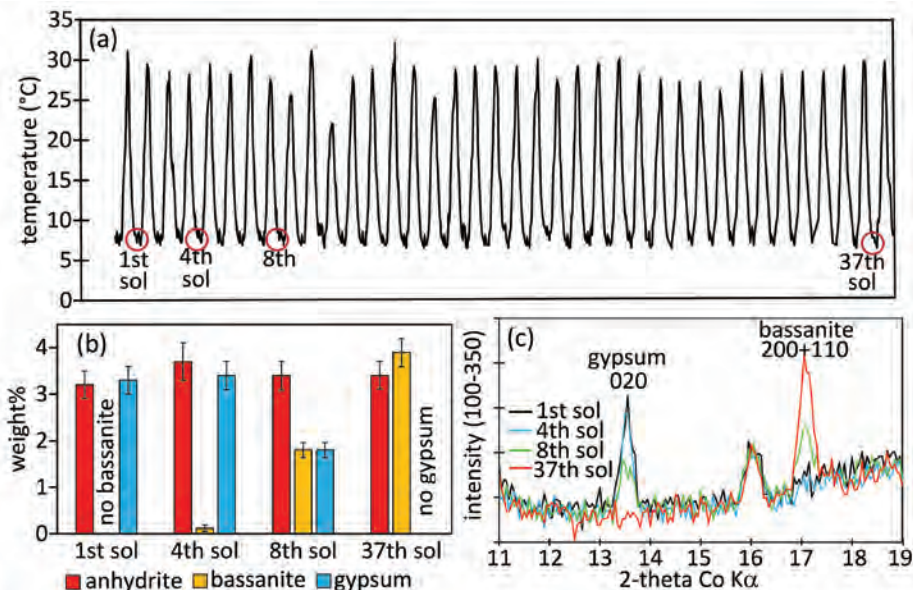 (a)
temperature (°C)
35
30
25
20
15
10
5
0
1st
sol
4th
sol
8th
37th
sol
(b)
weight%
4
3
2
1
0
no bassanite
no gypsum
1st sol 4th sol 8th sol 37th sol
anhydrite bassanite gypsum
(c)
intensity (100-350)
gypsum
020
bassanite
200+110
1st sol
4th sol
8th sol
37th sol
11 12 13 14 15 16 17 18 19
2-theta Co Kα